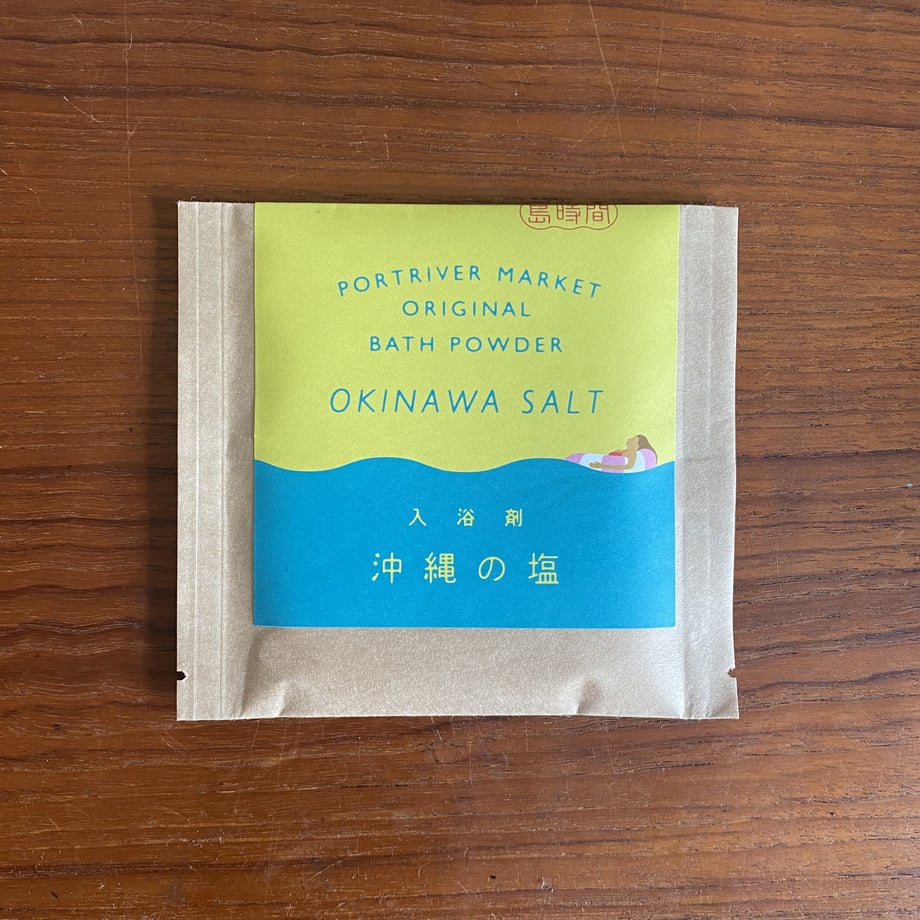 島時間
PORTRIVER MARKET
ORIGINAL
BATH POWDER
OKINAWA SALT
入浴剤
沖縄の塩